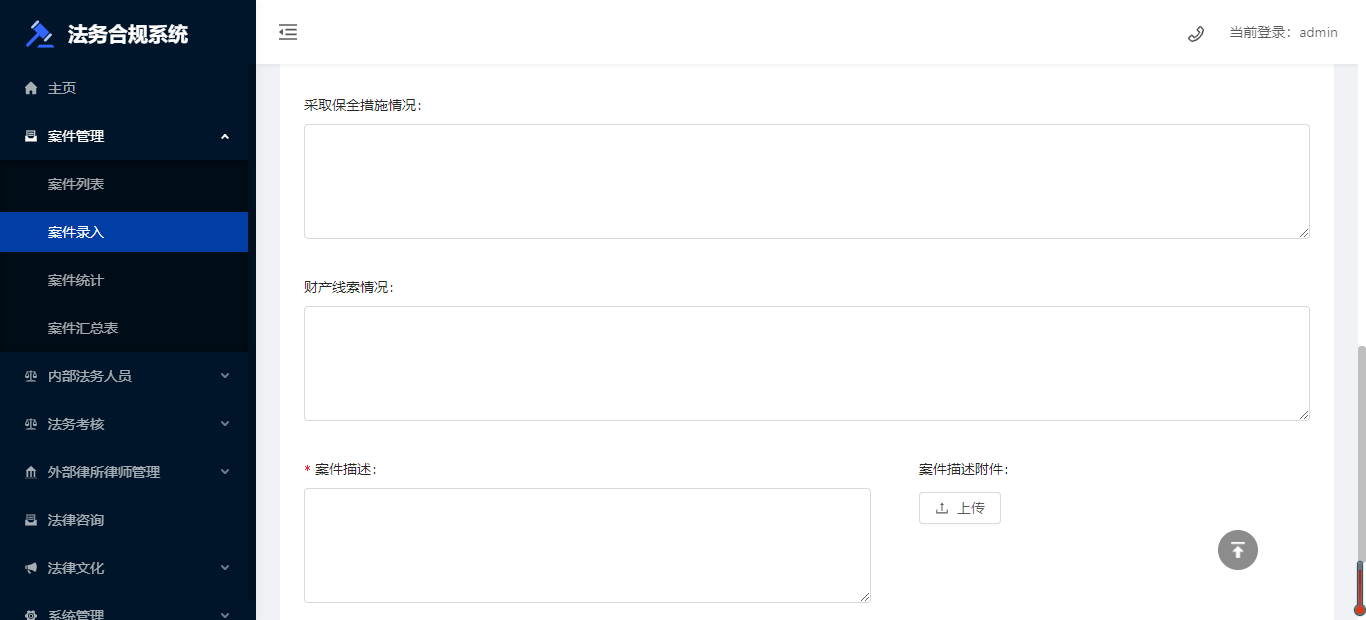 法务合规系统
当前登录：admin
主页
案件管理
案件列表
案件录入
案件统计
案件汇总表
内部法务人员
法务考核
外部律所律师管理
法律咨询
法律文化
系统管理
采取保全措施情况：
财产线索情况：
* 案件描述：
案件描述附件：
上传